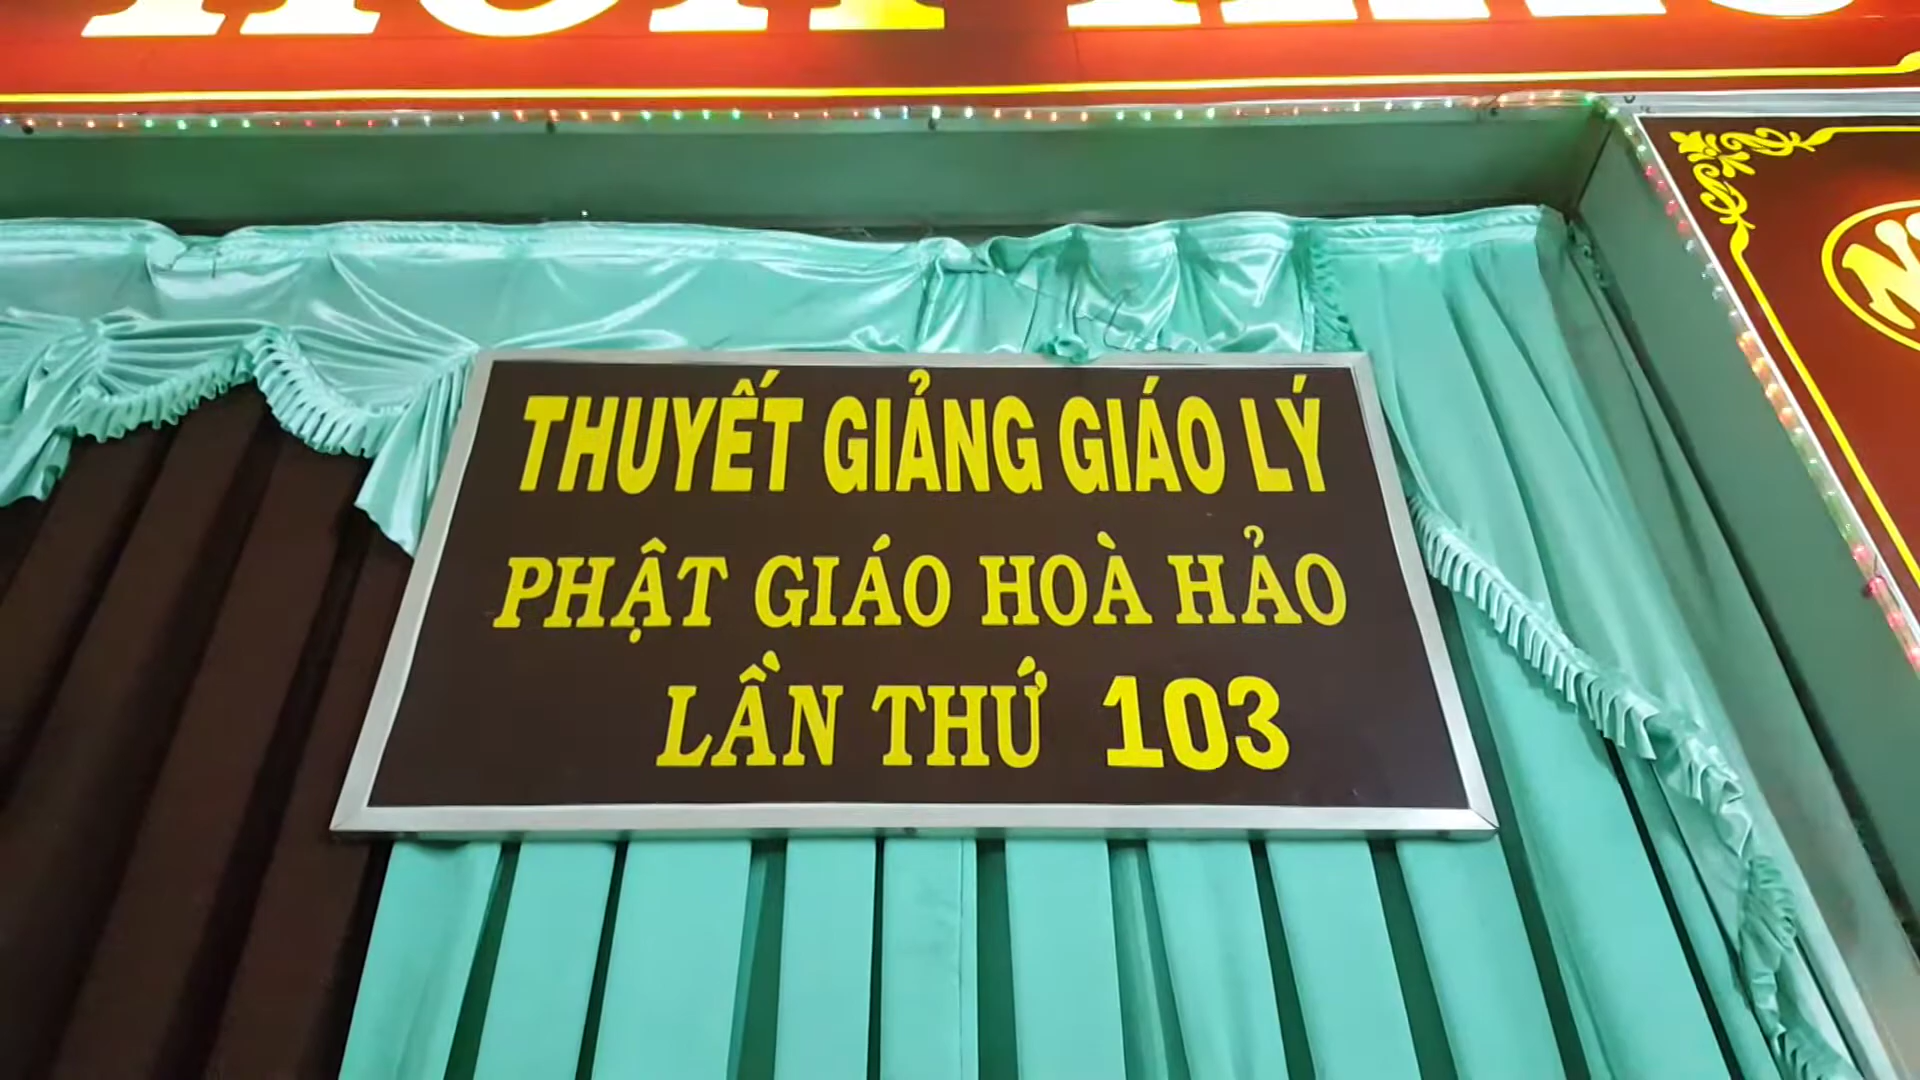 THUYẾT GIẢNG GIÁO LÝ
PHẬT GIÁO HOÀ HẢO
LẦN THỨ 103